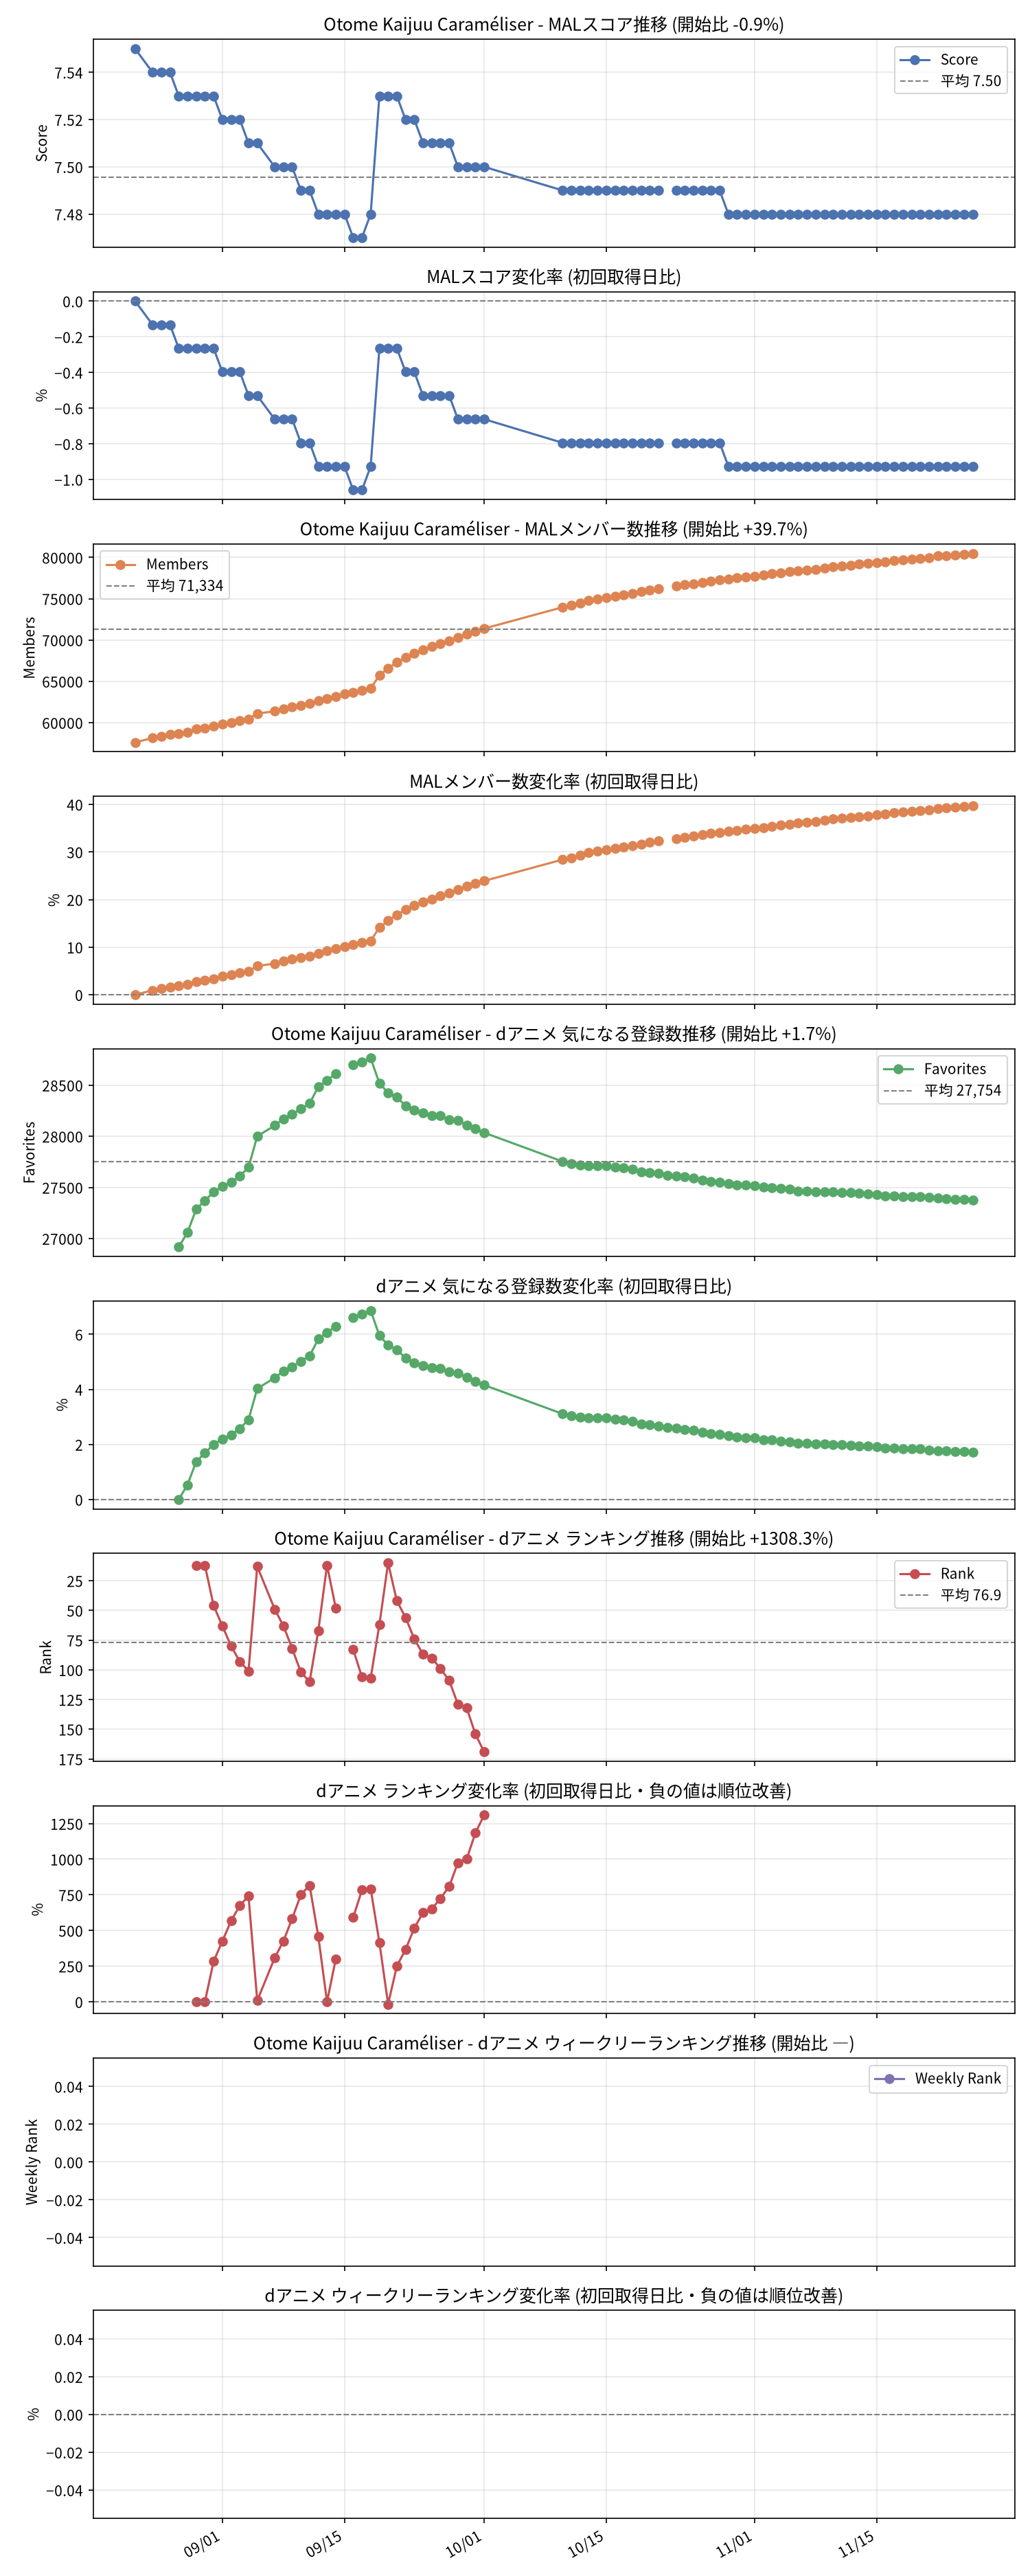 Otome Kaijuu Caraméliser - MALスコア推移 (開始比 -0.9%)
Score
平均 7.50
7.54
7.52
7.50
7.48
Score
MALスコア変化率 (初回取得日比)
0.0
−0.2
−0.4
−0.6
−0.8
−1.0
%
Otome Kaijuu Caraméliser - MALメンバー数推移 (開始比 +39.7%)
Members
平均 71,334
80000
75000
70000
65000
60000
Members
MALメンバー数変化率 (初回取得日比)
40
30
20
10
0
%
Otome Kaijuu Caraméliser - dアニメ 気になる登録数推移 (開始比 +1.7%)
Favorites
平均 27,754
28500
28000
27500
27000
Favorites
dアニメ 気になる登録数変化率 (初回取得日比)
6
4
2
0
%
Otome Kaijuu Caraméliser - dアニメ ランキング推移 (開始比 +1308.3%)
Rank
平均 76.9
25
50
75
100
125
150
175
Rank
dアニメ ランキング変化率 (初回取得日比・負の値は順位改善)
1250
1000
750
500
250
0
%
Otome Kaijuu Caraméliser - dアニメ ウィークリーランキング推移 (開始比 —)
Weekly Rank
0.04
0.02
0.00
−0.02
−0.04
Weekly Rank
dアニメ ウィークリーランキング変化率 (初回取得日比・負の値は順位改善)
0.04
0.02
0.00
−0.02
−0.04
%
09/01
09/15
10/01
10/15
11/01
11/15